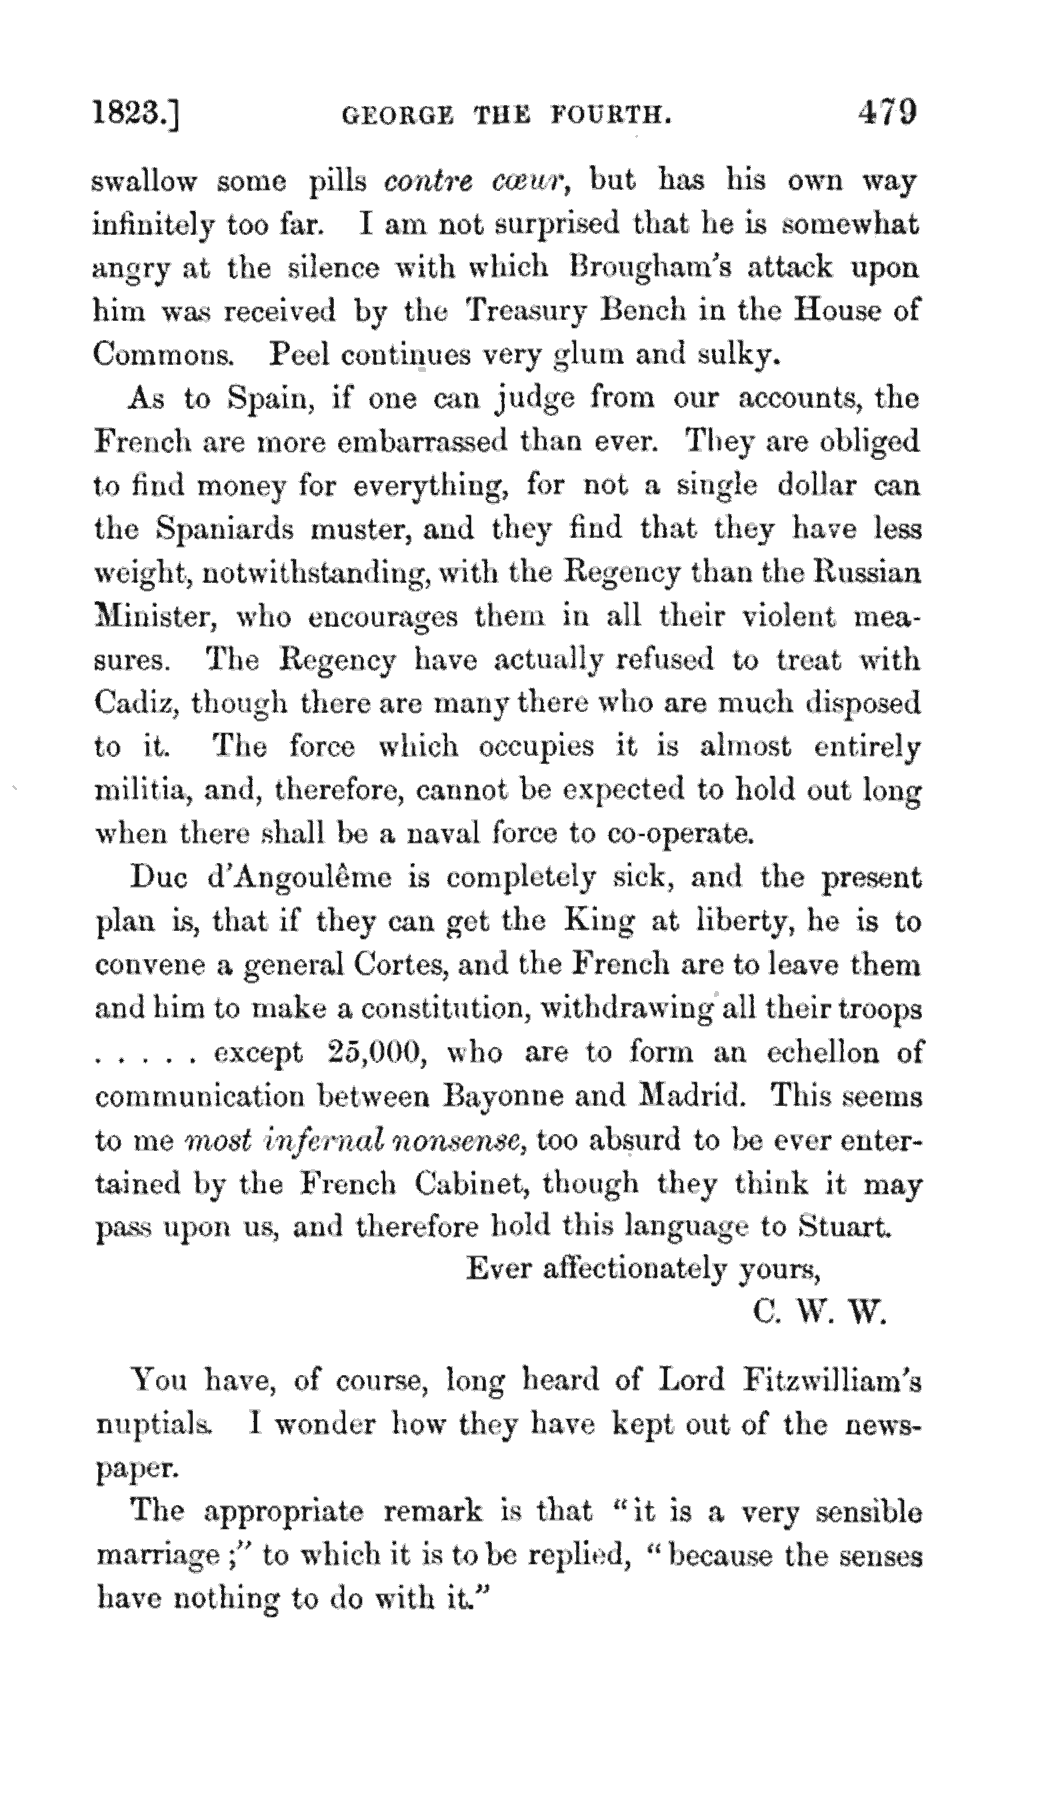 1823.] GEORGE THE FOURTH. 479
swallow some pills contre cœur, but has his own way
infinitely too far. I am not surprised that he is somewhat
angry at the silence with which Brougham's attack upon
him was received by the Treasury Bench in the House of
Commons. Peel continues very glum and sulky.
As to Spain, if one can judge from our accounts, the
French are more embarrassed than ever. They are obliged
to find money for everything, for not a single dollar can
the Spaniards muster, and they find that they have less
weight, notwithstanding, with the Regency than the Russian
Minister, who encourages them in all their violent mea-
sures. The Regency have actually refused to treat with
Cadiz, though there are many there who are much disposed
to it. The force which occupies it is almost entirely
militia, and, therefore, cannot be expected to hold out long
when there shall be a naval force to co-operate.
Duc d'Angoulême is completely sick, and the present
plan is, that if they can get the King at liberty, he is to
convene a general Cortes, and the French are to leave them
and him to make a constitution, withdrawing all their troops
. . . . . except 25,000, who are to form an echellon of
communication between Bayonne and Madrid. This seems
to me most infernal nonsense, too absurd to be ever enter-
tained by the French Cabinet, though they think it may
pass upon us, and therefore hold this language to Stuart.
Ever affectionately yours,
C. W. W.
You have, of course, long heard of Lord Fitzwilliam's
nuptials. I wonder how they have kept out of the news-
paper.
The appropriate remark is that "it is a very sensible
marriage;" to which it is to be replied, "because the senses
have nothing to do with it."